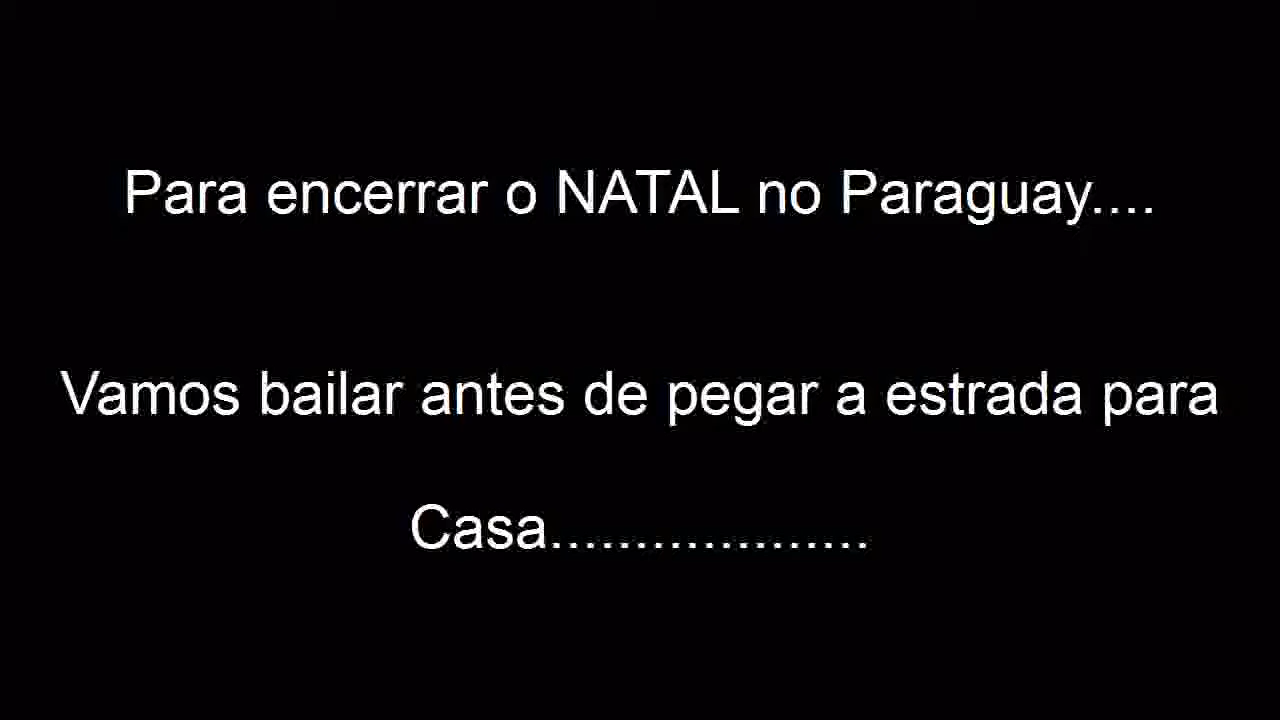 Para encerrar o NATAL no Paraguay....
Vamos bailar antes de pegar a estrada para
Casa...................